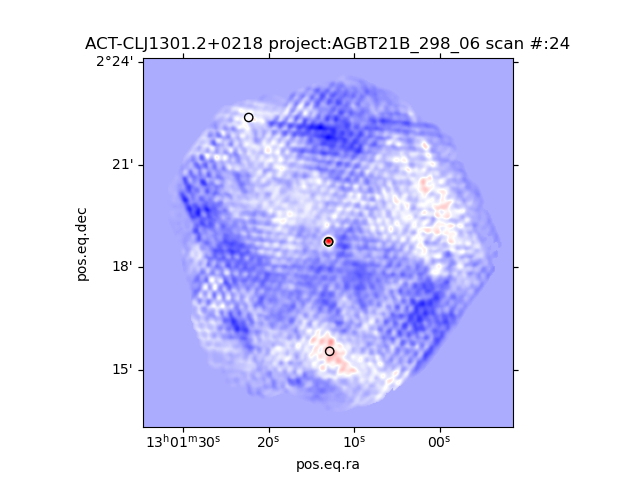 ACT-CLJ1301.2+0218 project:AGBT21B_298_06 scan #:24
2°24'
21'
18'
15'
pos.eq.dec
13ʰ01ᵐ30ˢ 20ˢ 10ˢ 00ˢ
pos.eq.ra